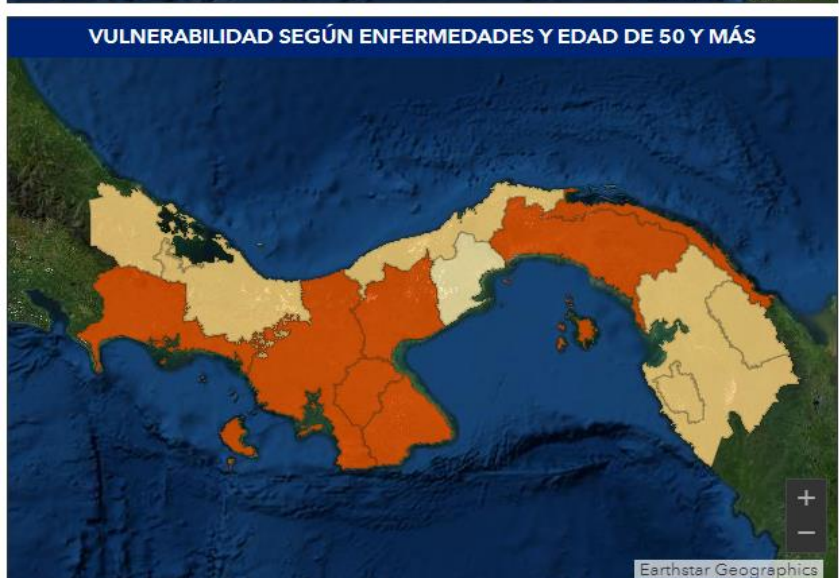 VULNERABILIDAD SEGÚN ENFERMEDADES Y EDAD DE 50 Y MÁS
+
−
Earthstar Geographics